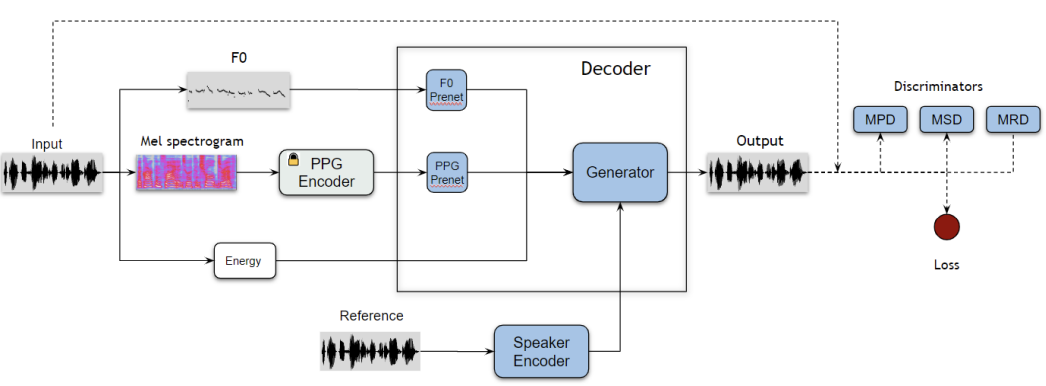 F0
Decoder
F0
Prenet
Discriminators
MPD
MSD
MRD
Input
Mel spectrogram
Output
PPG
Encoder
PPG
Prenet
Generator
Energy
Loss
Reference
Speaker
Encoder